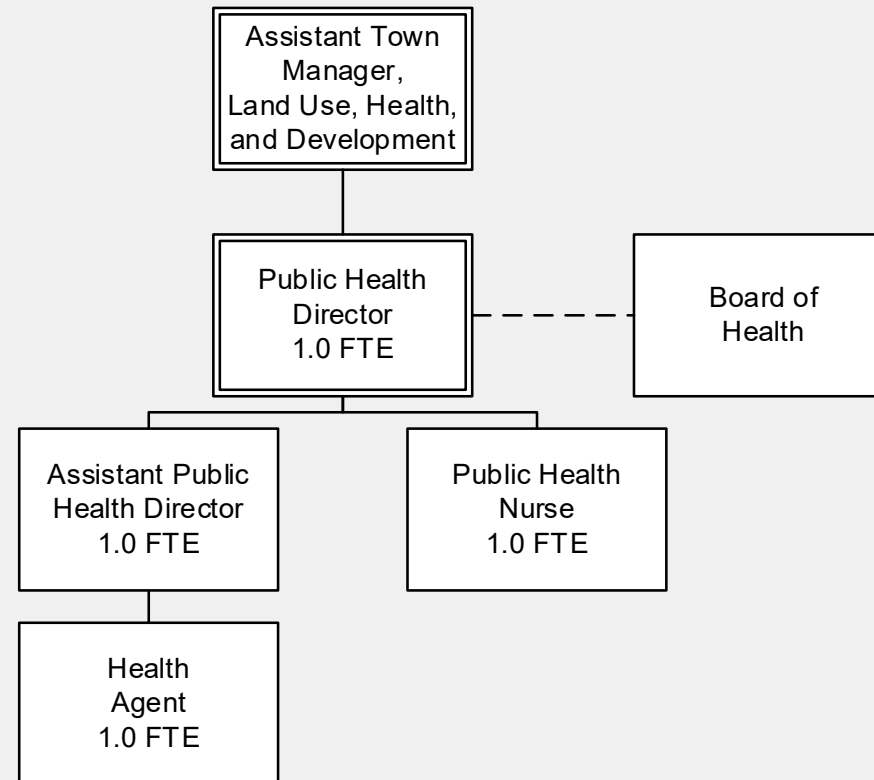 Assistant Town
Manager,
Land Use, Health,
and Development
Public Health
Director
1.0 FTE
Board of
Health
Assistant Public
Health Director
1.0 FTE
Public Health
Nurse
1.0 FTE
Health
Agent
1.0 FTE